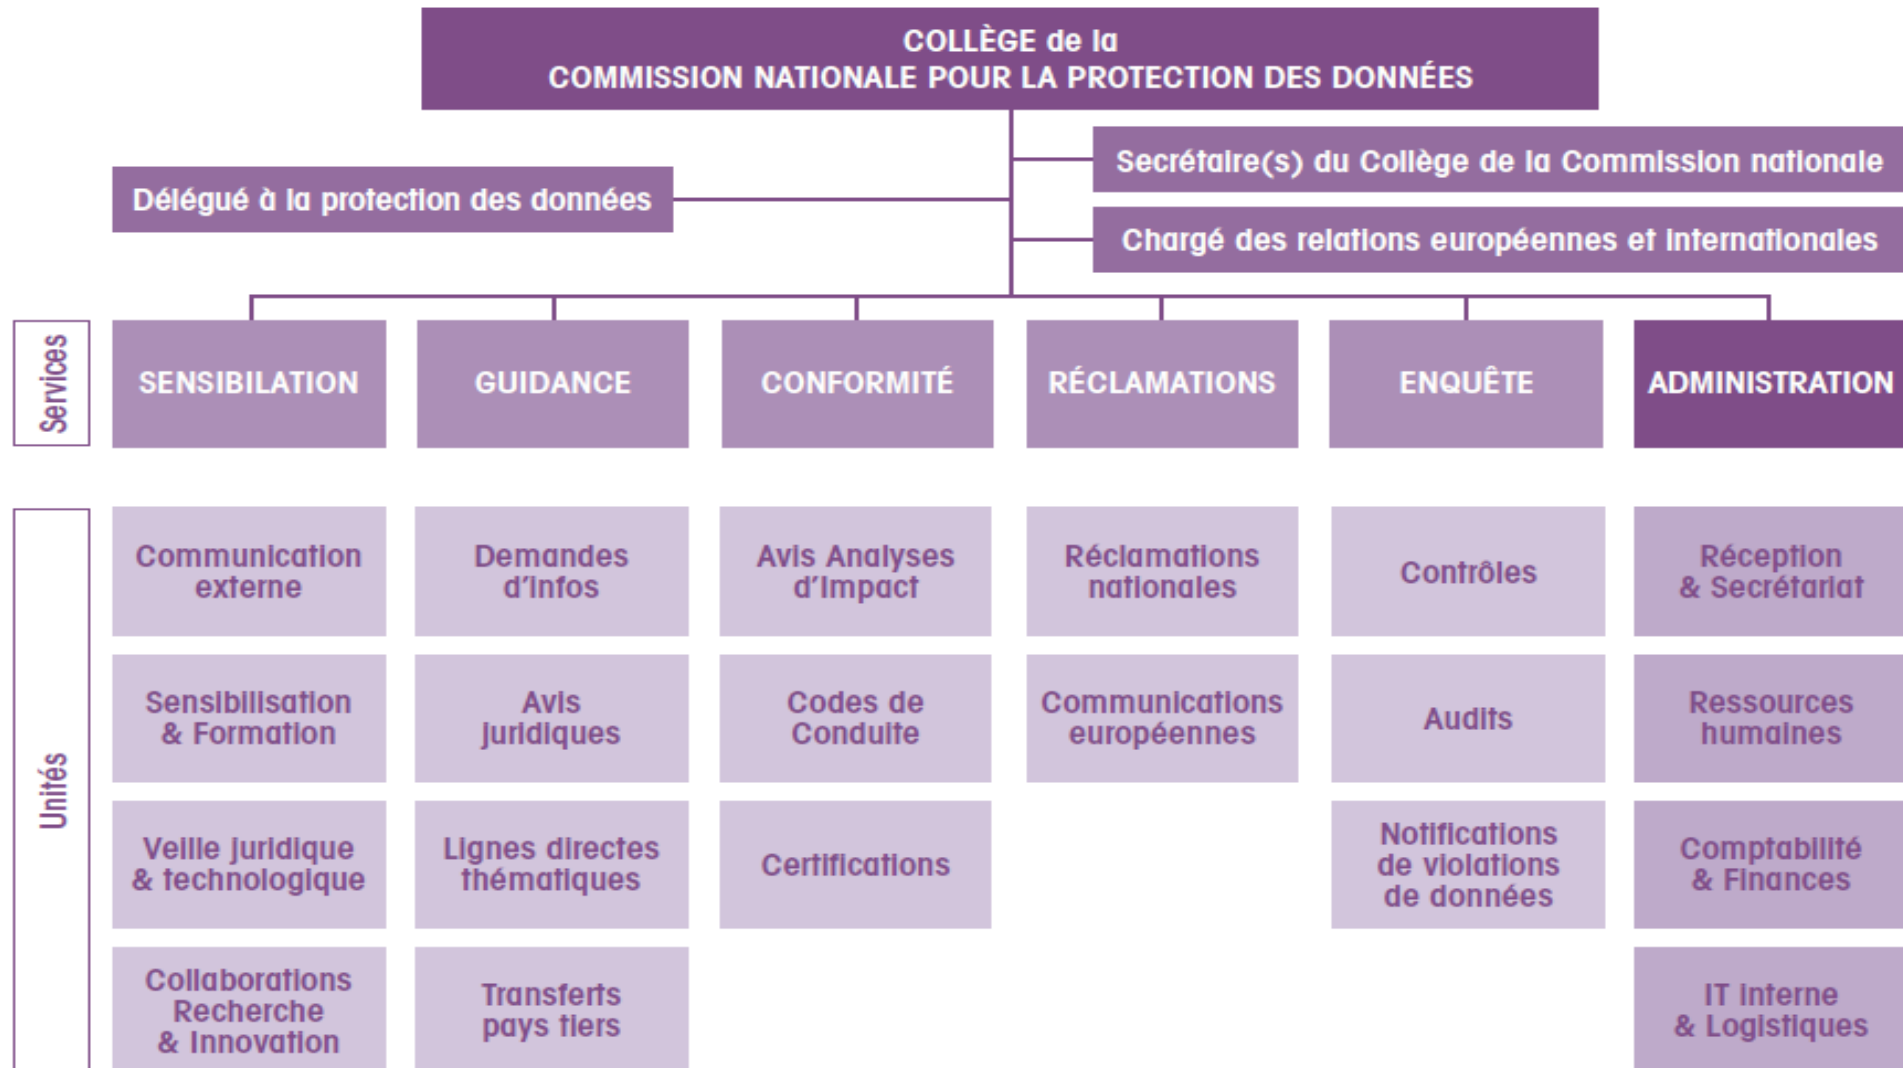 COLLÈGE de la
COMMISSION NATIONALE POUR LA PROTECTION DES DONNÉES
Secrétaire(s) du Collège de la Commission nationale
Délégué à la protection des données
Chargé des relations européennes et internationales
Services
SENSIBILATION
GUIDANCE
CONFORMITÉ
RÉCLAMATIONS
ENQUÊTE
ADMINISTRATION
Unités
Communication
externe
Demandes
d'infos
Avis Analyses
d'impact
Réclamations
nationales
Contrôles
Réception
& Secrétariat
Sensibilisation
& Formation
Avis
juridiques
Codes de
Conduite
Communications
européennes
Audits
Ressources
humaines
Veille juridique
& technologique
Lignes directes
thématiques
Certifications
Notifications
de violations
de données
Comptabilité
& Finances
Collaborations
Recherche
& Innovation
Transferts
pays tiers
IT interne
& Logistiques